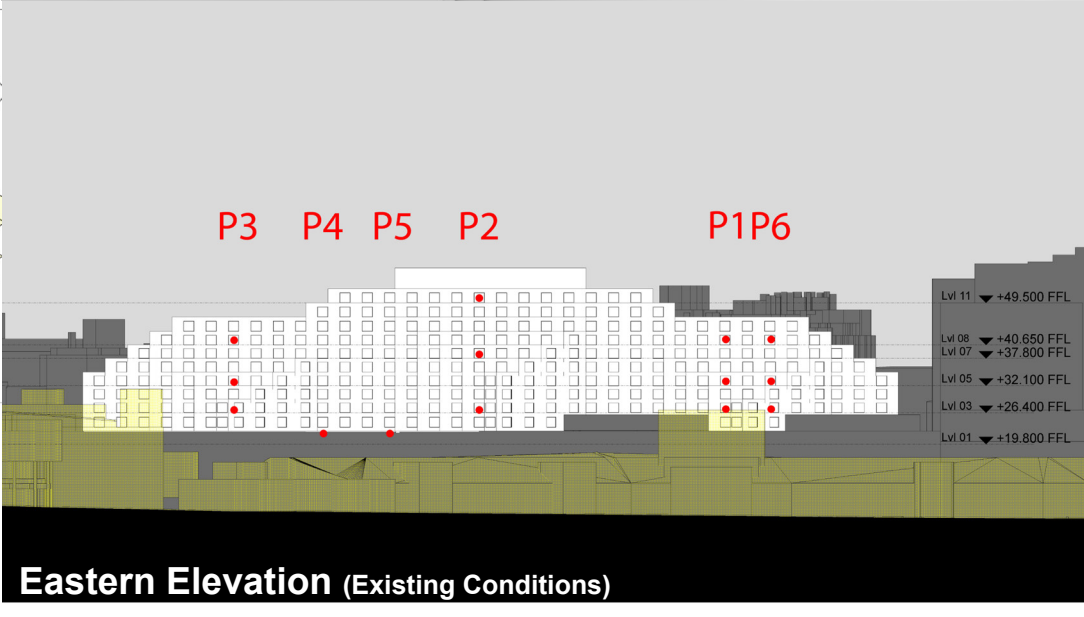 P3 P4 P5 P2 P1 P6
Lvl 11 +49.500 FFL
Lvl 08 +40.650 FFL
Lvl 07 +37.800 FFL
Lvl 05 +32.100 FFL
Lvl 03 +26.400 FFL
Lvl 01 +19.800 FFL
Eastern Elevation (Existing Conditions)